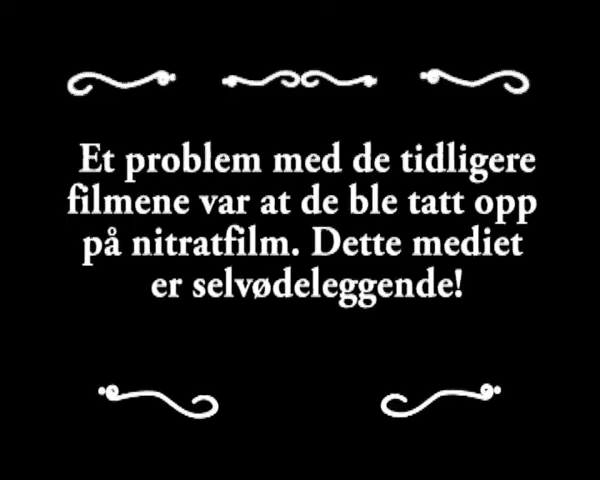 Et problem med de tidligere
filmene var at de ble tatt opp
på nitratfilm. Dette mediet
er selvødeleggende!